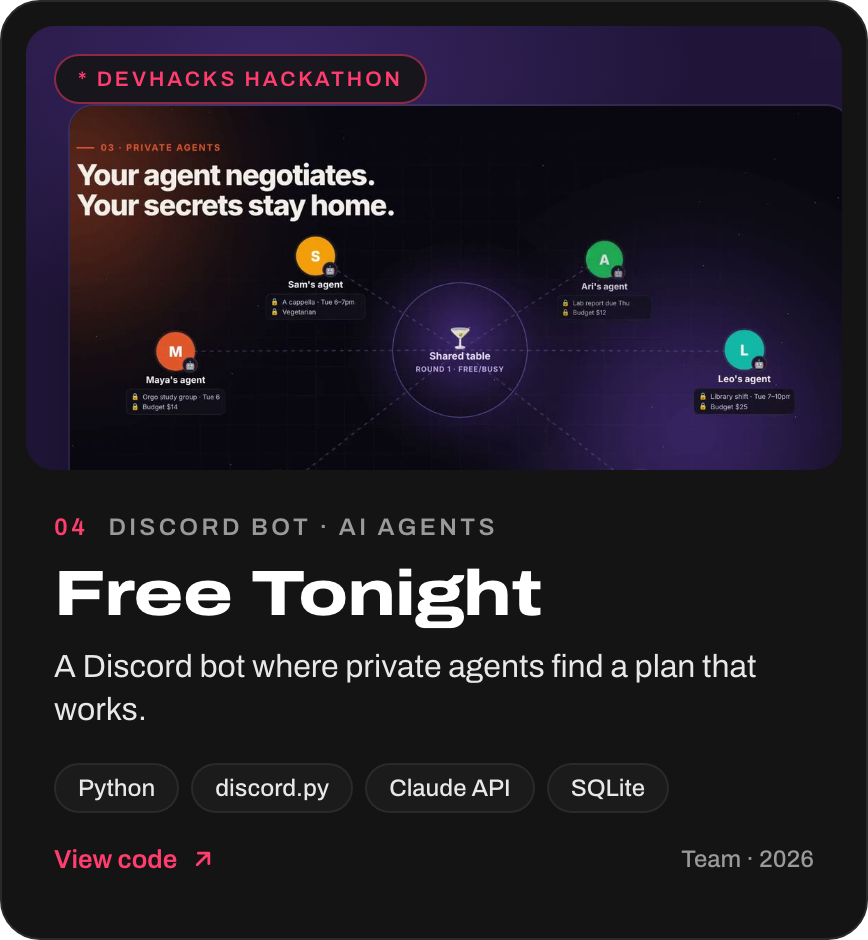 * DEVHACKS HACKATHON
03 · PRIVATE AGENTS
Your agent negotiates.
Your secrets stay home.
S
Sam's agent
A cappella · Tue 6–7pm
Vegetarian
A
Ari's agent
Lab report due Thu
Budget $12
M
Maya's agent
Orgo study group · Tue 6
Budget $14
Shared table
ROUND 1 · FREE/BUSY
L
Leo's agent
Library shift · Tue 7–10pm
Budget $25
04 DISCORD BOT · AI AGENTS
Free Tonight
A Discord bot where private agents find a plan that
works.
Python discord.py Claude API SQLite
View code ↗ Team · 2026